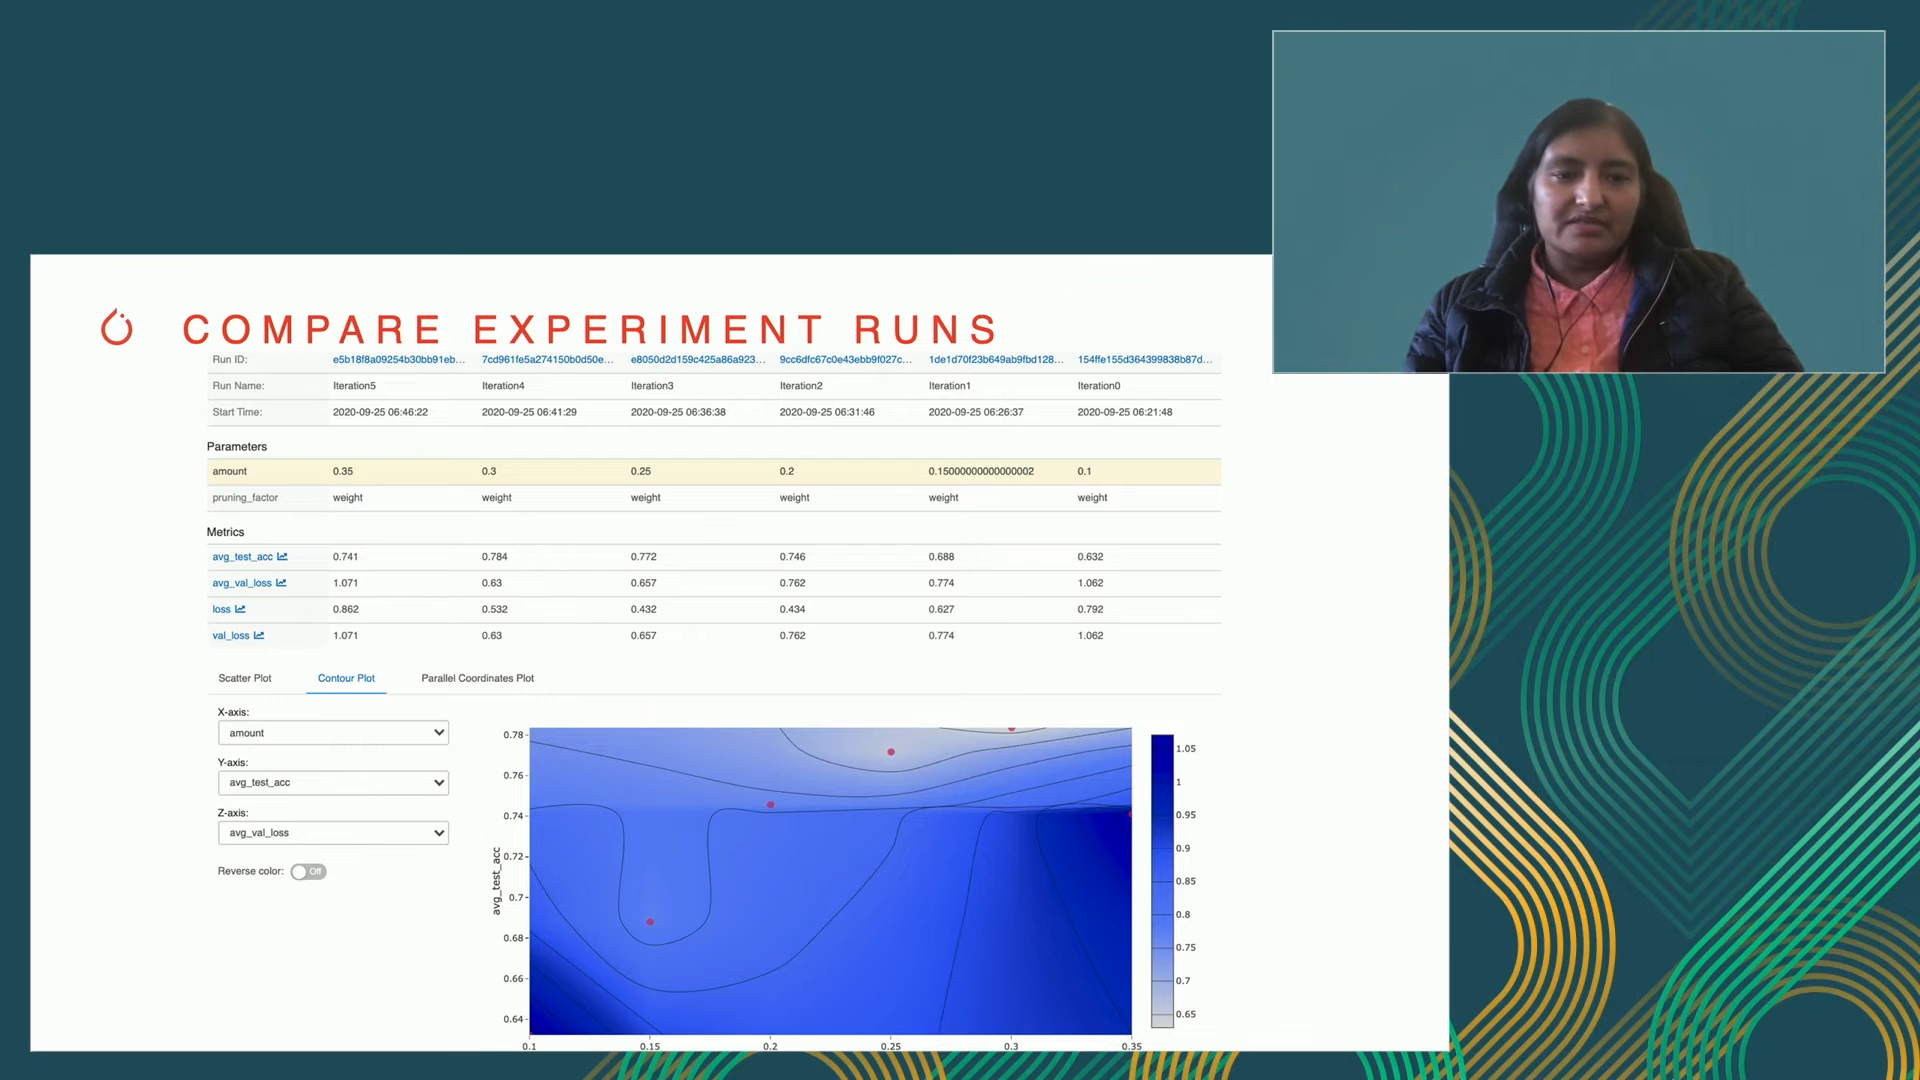 COMPARE EXPERIMENT RUNS
Run ID: e5b18f8a09254b30bb91eb... 7cd961fe5a274150b0d50e... e8050d2d159c425a86a923... 9cc6dfc67c0e43ebb9f027c... 1de1d70f23b649ab9fbd128... 154ffe155d364399838b87d...
Run Name: Iteration5 Iteration4 Iteration3 Iteration2 Iteration1 Iteration0
Start Time: 2020-09-25 06:46:22 2020-09-25 06:41:29 2020-09-25 06:36:38 2020-09-25 06:31:46 2020-09-25 06:26:37 2020-09-25 06:21:48
Parameters
amount 0.35 0.3 0.25 0.2 0.15000000000000002 0.1
pruning_factor weight weight weight weight weight weight
Metrics
avg_test_acc 0.741 0.784 0.772 0.746 0.688 0.632
avg_val_loss 1.071 0.63 0.657 0.762 0.774 1.062
loss 0.862 0.532 0.432 0.434 0.627 0.792
val_loss 1.071 0.63 0.657 0.762 0.774 1.062
Scatter Plot Contour Plot Parallel Coordinates Plot
X-axis:
amount
Y-axis:
avg_test_acc
Z-axis:
avg_val_loss
Reverse color: Off
avg_test_acc
0.78
0.76
0.74
0.72
0.7
0.68
0.66
0.64
0.1 0.15 0.2 0.25 0.3 0.35
1.05
1
0.95
0.9
0.85
0.8
0.75
0.7
0.65